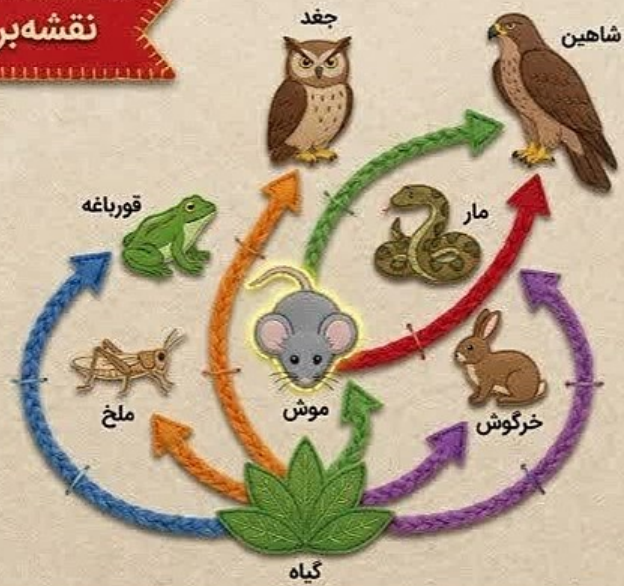 نقشه‌بر
جغد
شاهین
قورباغه
مار
ملخ
موش
خرگوش
گیاه